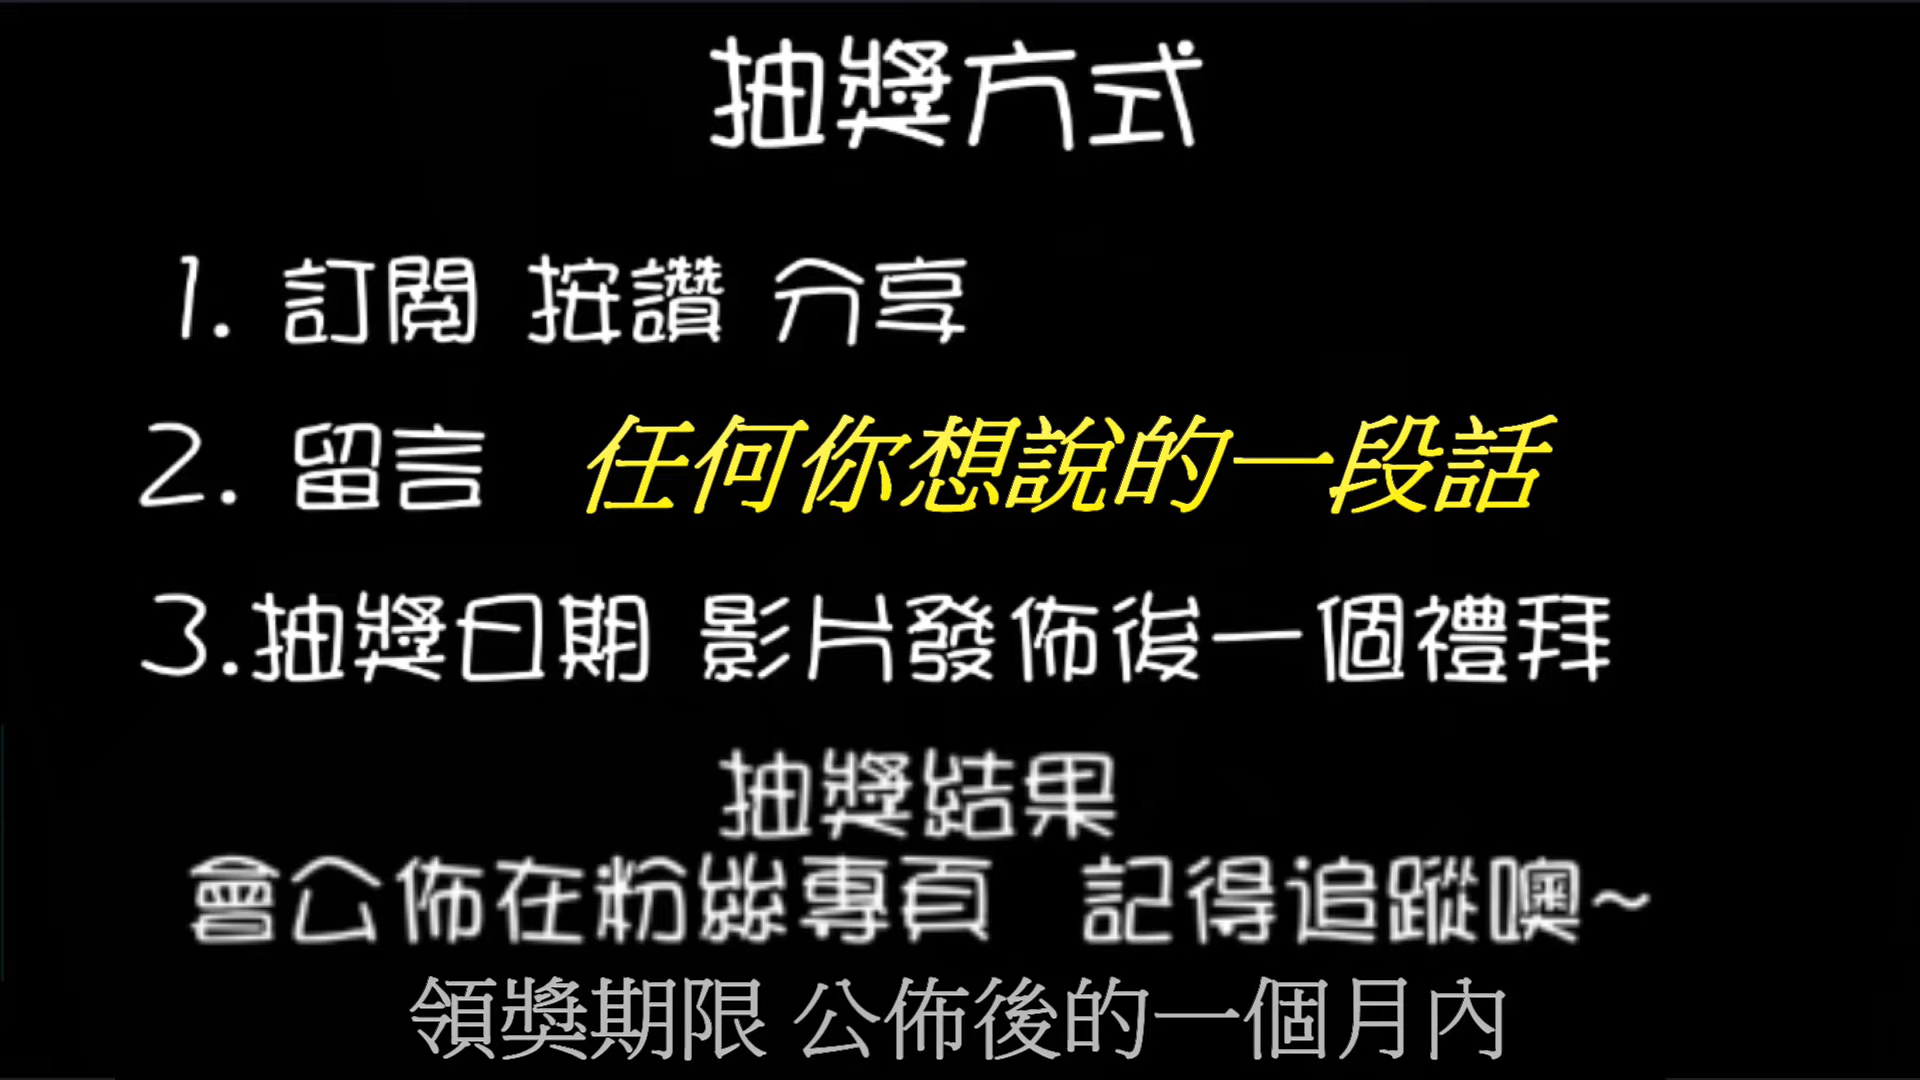 抽獎方式
1. 訂閱 按讚 分享
2. 留言 任何你想說的一段話
3.抽獎日期 影片發佈後一個禮拜
抽獎結果
會公佈在粉絲專頁 記得追蹤噢~
領獎期限 公佈後的一個月內